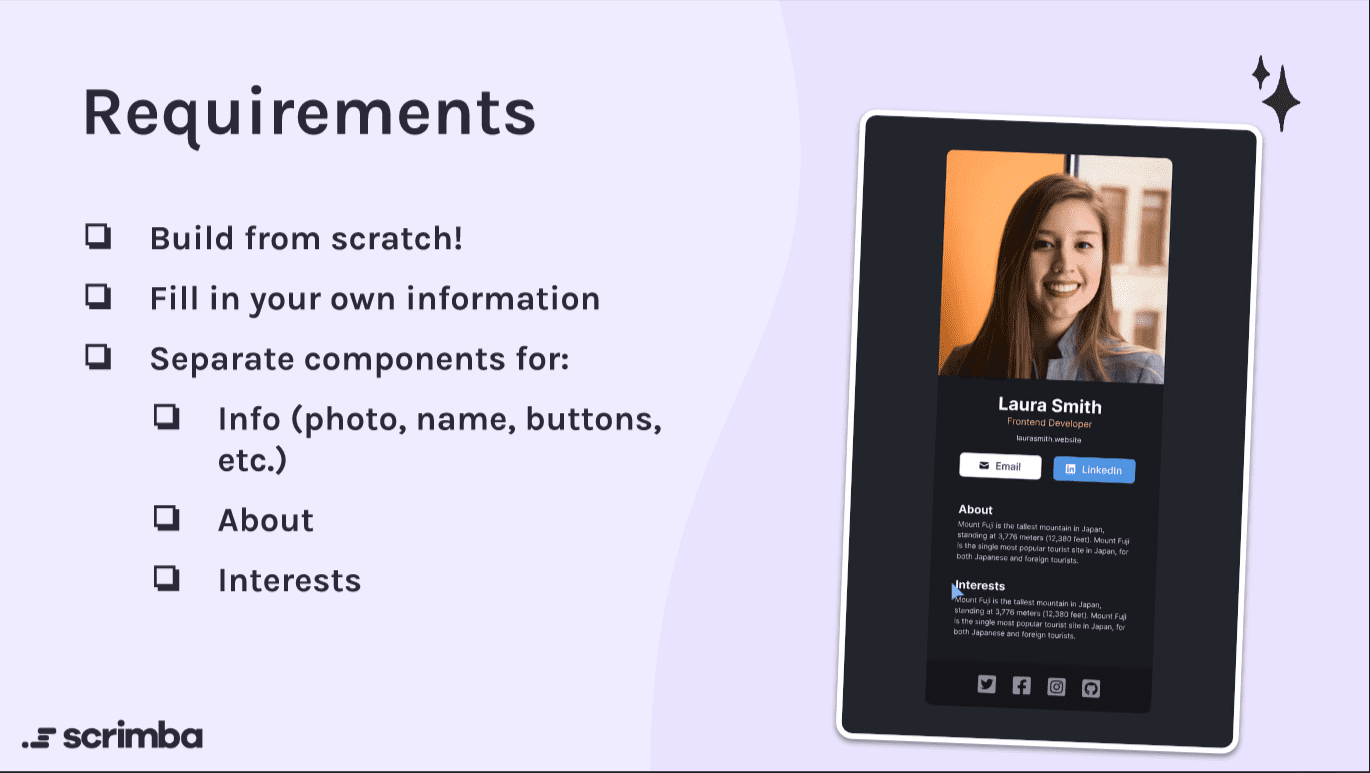 Requirements
Build from scratch!
Fill in your own information
Separate components for:
Info (photo, name, buttons,
etc.)
About
Interests
scrimba
Laura Smith
Frontend Developer
laurasmith.website
Email
LinkedIn
About
Mount Fuji is the tallest mountain in Japan,
standing at 3,776 meters (12,380 feet). Mount Fuji
is the single most popular tourist site in Japan, for
both Japanese and foreign tourists.
Interests
Mount Fuji is the tallest mountain in Japan,
standing at 3,776 meters (12,380 feet). Mount Fuji
is the single most popular tourist site in Japan, for
both Japanese and foreign tourists.